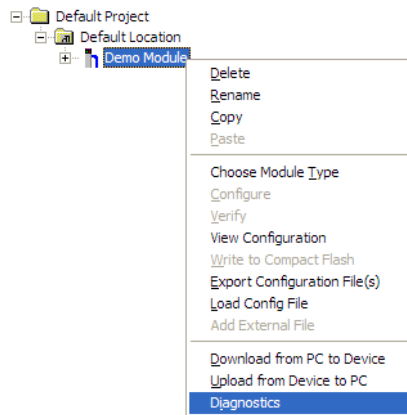 Default Project
Default Location
Demo Module
Delete
Rename
Copy
Paste
Choose Module Type
Configure
Verify
View Configuration
Write to Compact Flash
Export Configuration File(s)
Load Config File
Add External File
Download from PC to Device
Upload from Device to PC
Diagnostics